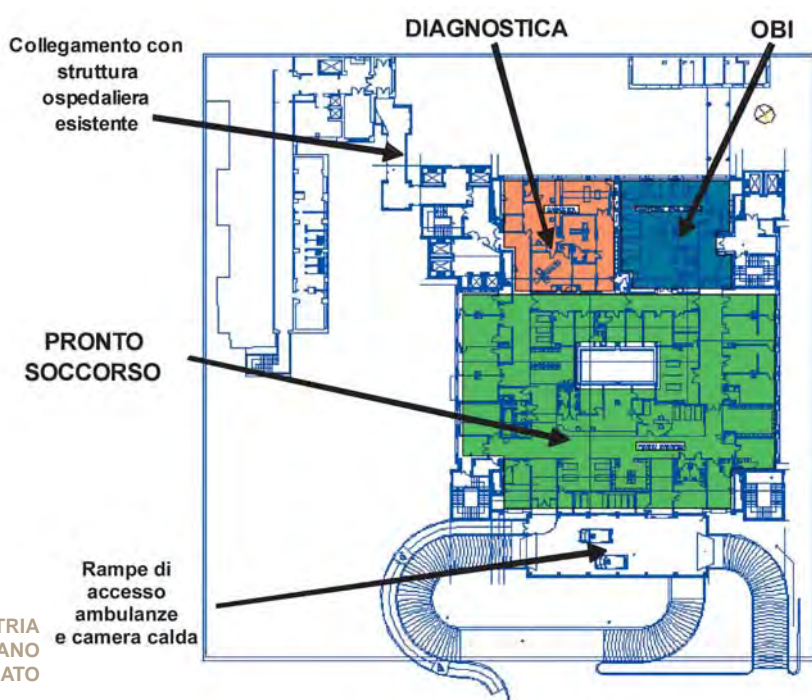 DIAGNOSTICA
OBI
Collegamento con
struttura
ospedaliera
esistente
PRONTO
SOCCORSO
Rampe di
accesso
ambulanze
e camera calda
TRIA
ANO
ATO